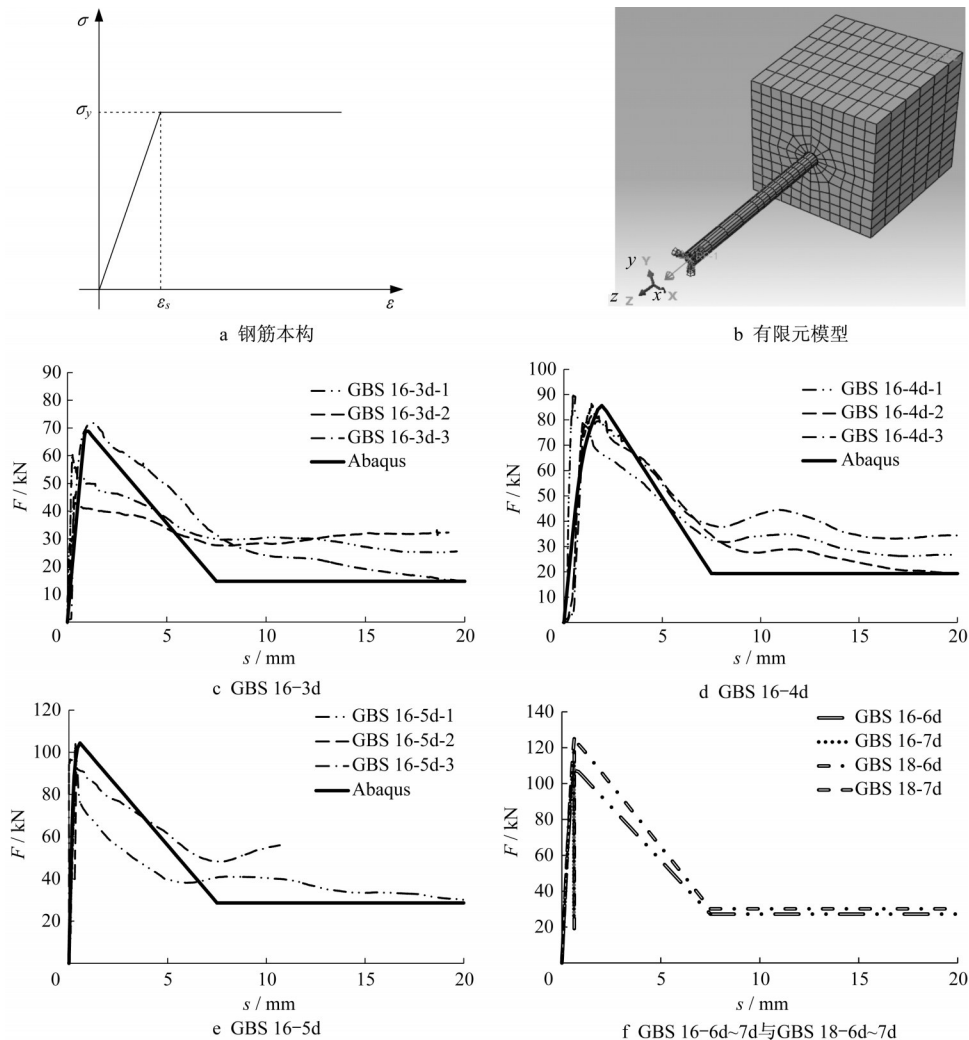 σ
σy
εs
ε
a 钢筋本构
y
Y
z
Z
x
X
b 有限元模型
F / kN
90
80
70
60
50
40
30
20
10
0
5
10
15
20
s / mm
GBS 16-3d-1
GBS 16-3d-2
GBS 16-3d-3
Abaqus
c GBS 16-3d
F / kN
100
90
80
70
60
50
40
30
20
10
0
5
10
15
20
s / mm
GBS 16-4d-1
GBS 16-4d-2
GBS 16-4d-3
Abaqus
d GBS 16-4d
F / kN
120
100
80
60
40
20
0
5
10
15
20
s / mm
GBS 16-5d-1
GBS 16-5d-2
GBS 16-5d-3
Abaqus
e GBS 16-5d
F / kN
140
120
100
80
60
40
20
0
5
10
15
20
s / mm
GBS 16-6d
GBS 16-7d
GBS 18-6d
GBS 18-7d
f GBS 16-6d~7d与GBS 18-6d~7d